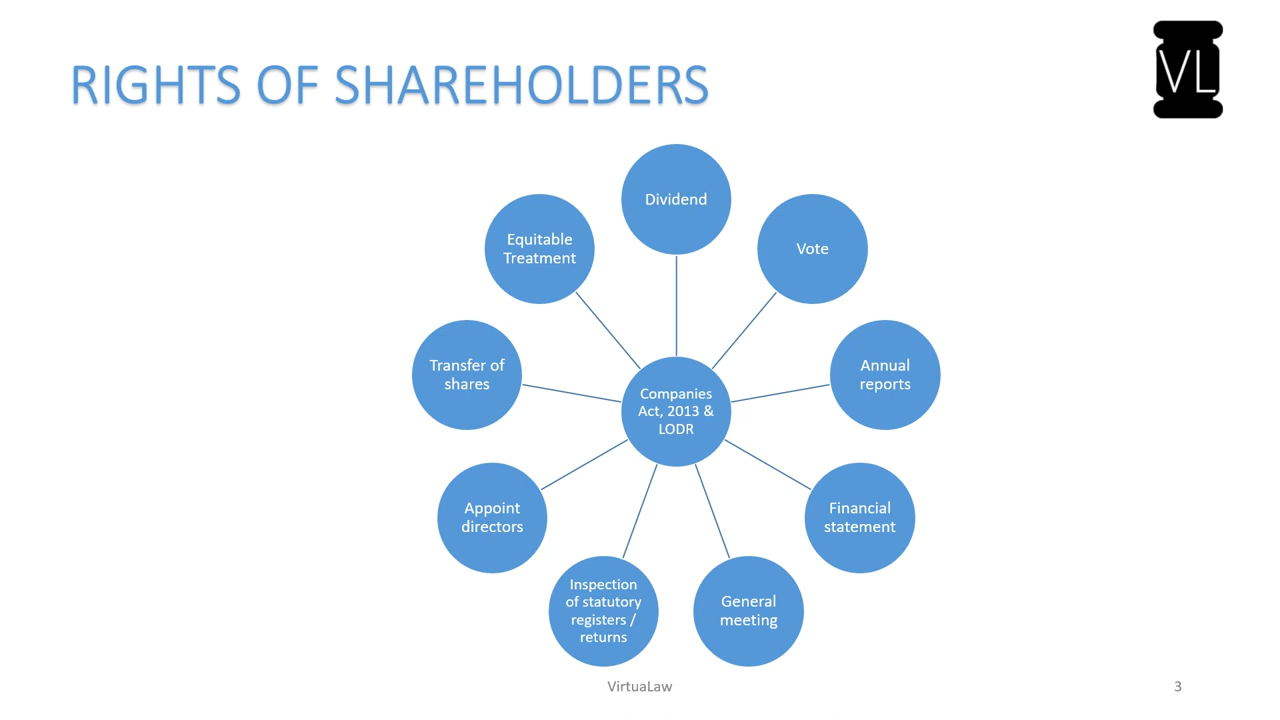 RIGHTS OF SHAREHOLDERS
VL
Dividend
Vote
Annual
reports
Financial
statement
General
meeting
Inspection
of statutory
registers /
returns
Appoint
directors
Transfer of
shares
Equitable
Treatment
Companies
Act, 2013 &
LODR
VirtuaLaw
3